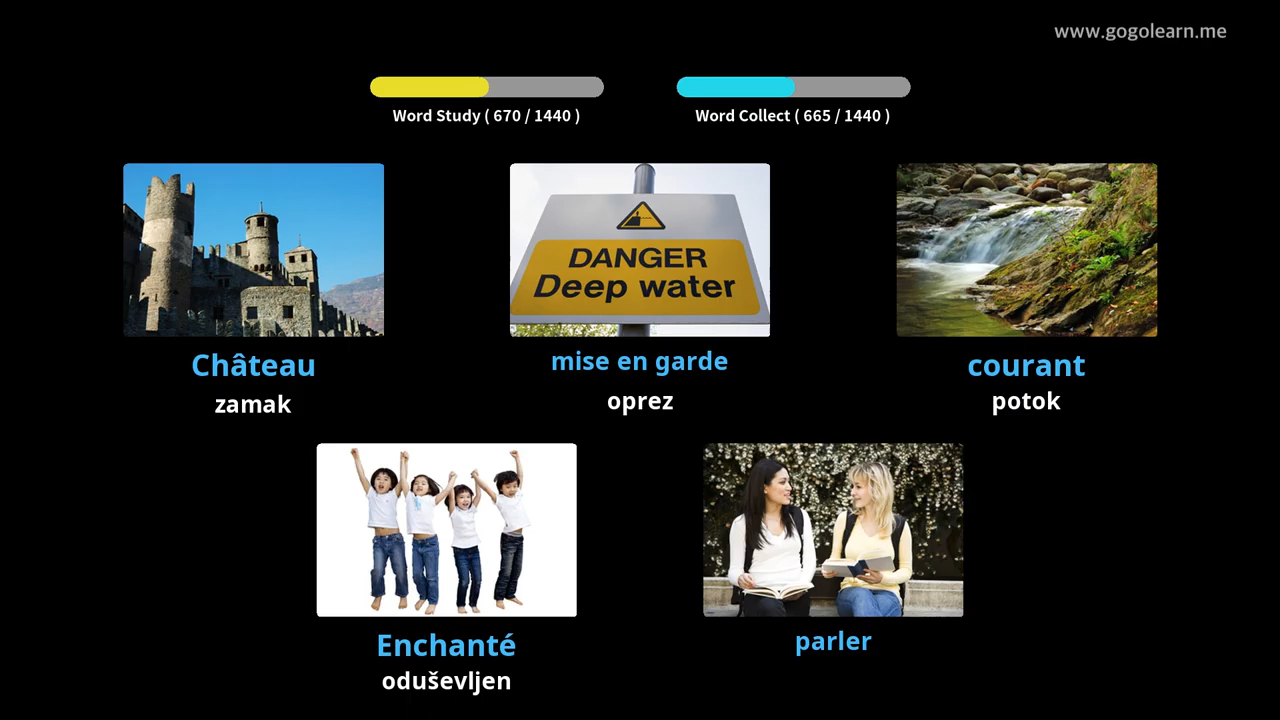 www.gogolearn.me
Word Study ( 670 / 1440 )
Word Collect ( 665 / 1440 )
DANGER
Deep water
Château
zamak
mise en garde
oprez
courant
potok
Enchanté
oduševljen
parler